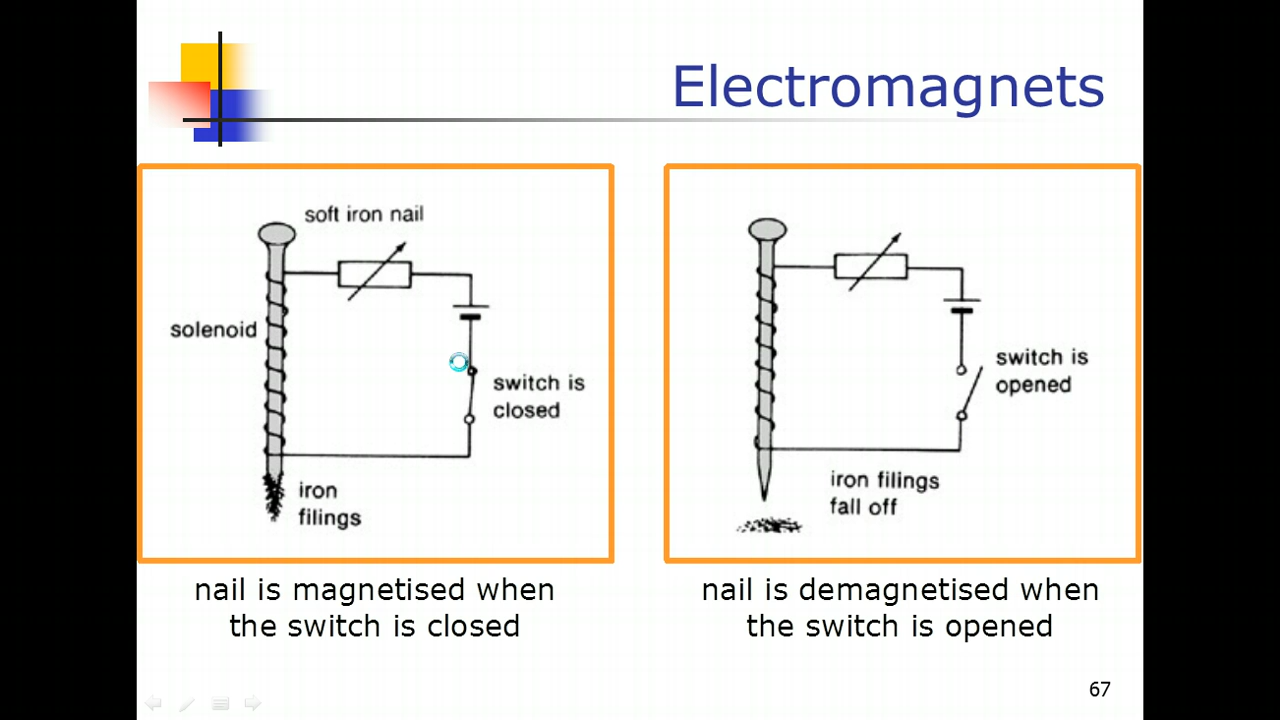 Electromagnets
soft iron nail
solenoid
switch is
closed
iron
filings
nail is magnetised when
the switch is closed
switch is
opened
iron filings
fall off
nail is demagnetised when
the switch is opened
67